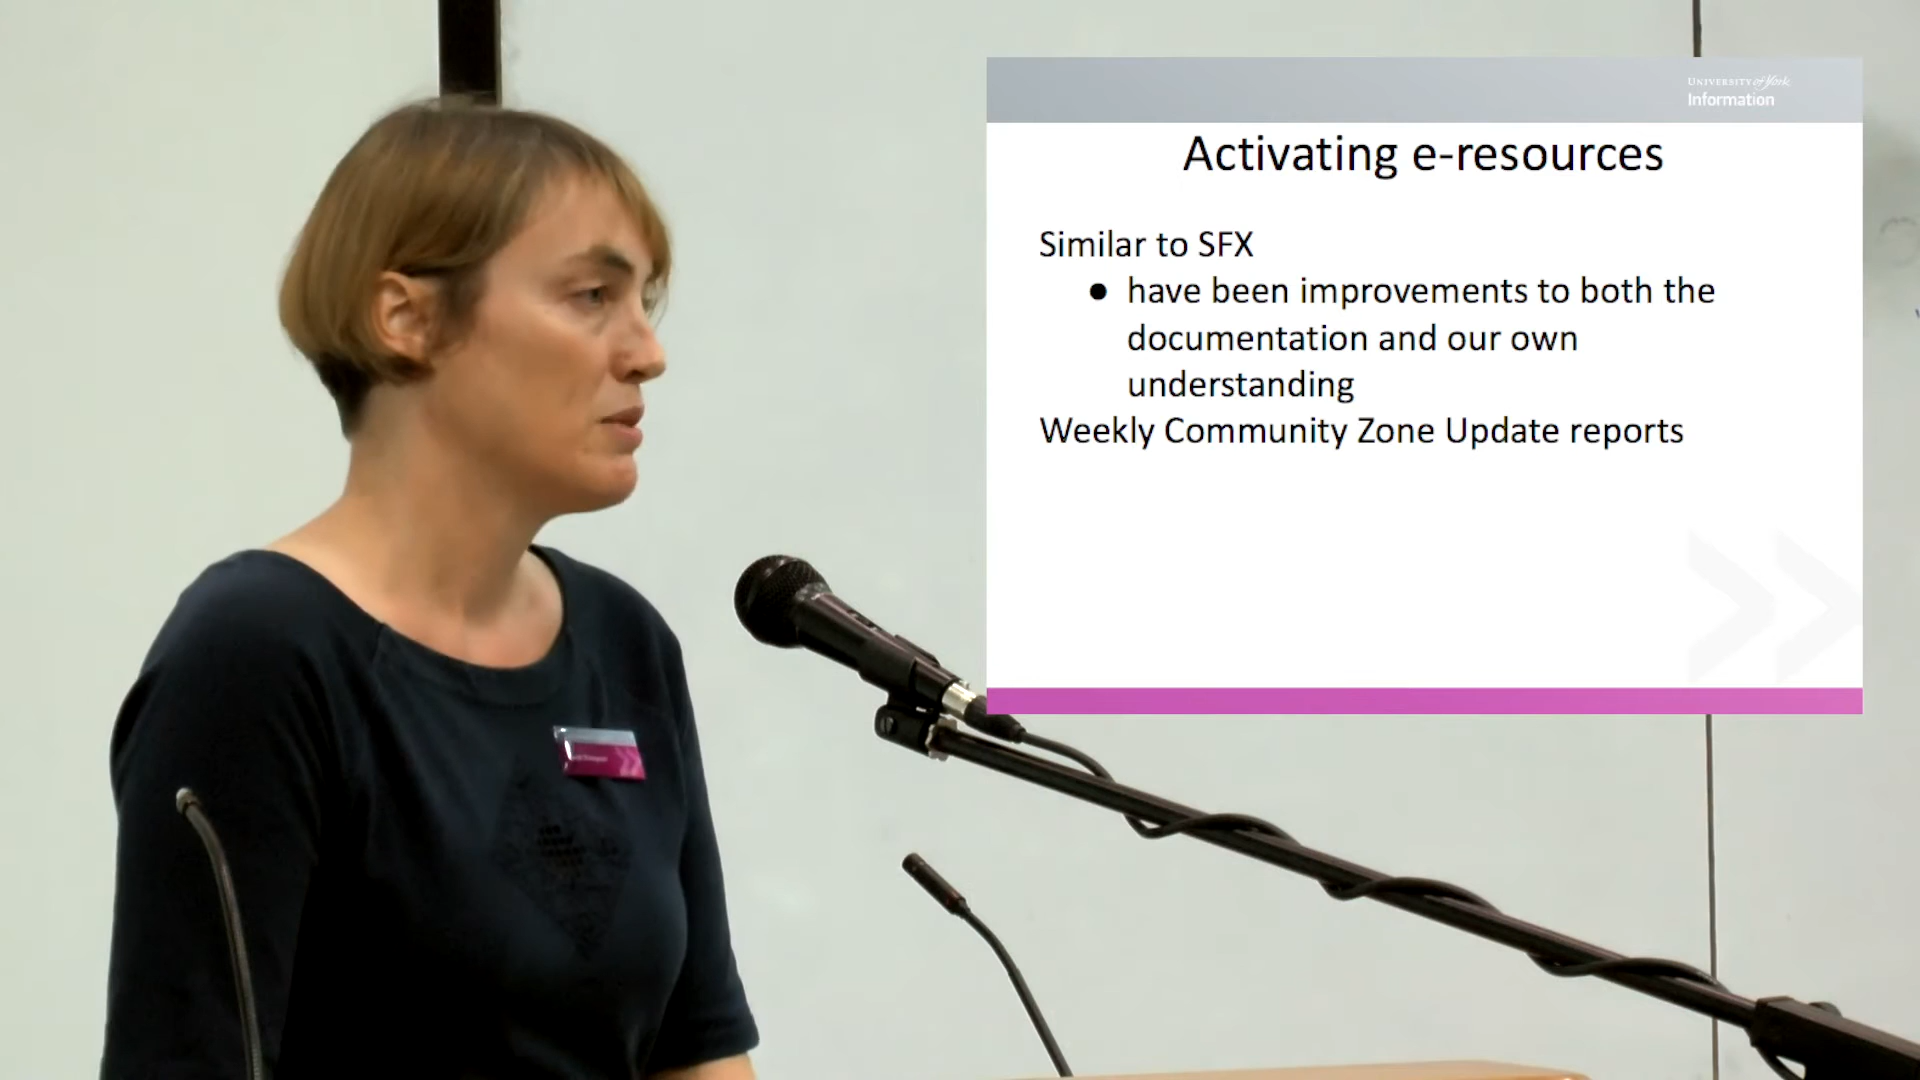 UNIVERSITY of York
Information
Activating e-resources
Similar to SFX
● have been improvements to both the
documentation and our own
understanding
Weekly Community Zone Update reports